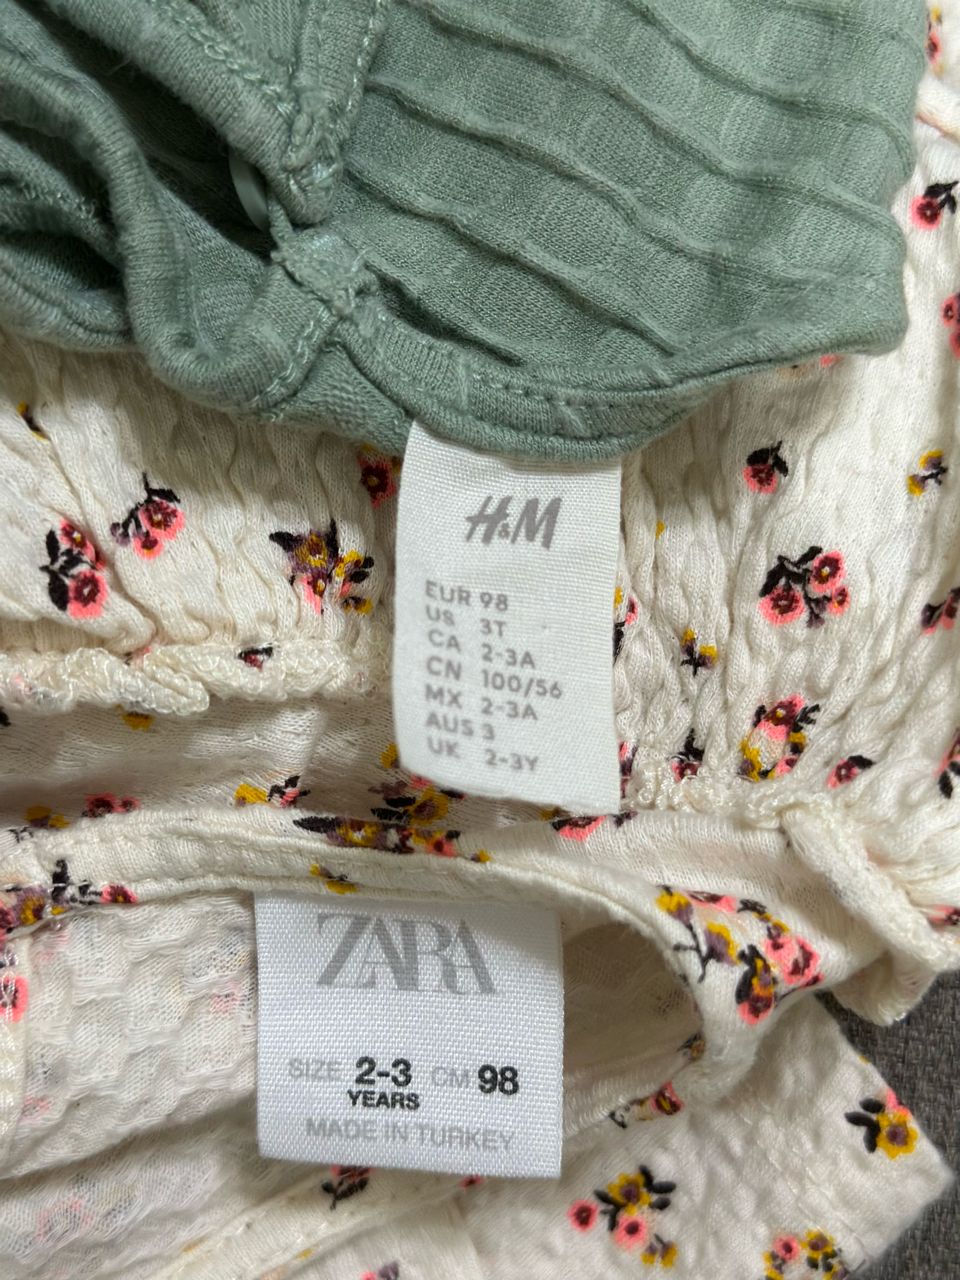 H&M
EUR 98
US 3T
CA 2-3A
CN 100/56
MX 2-3A
AUS 3
UK 2-3Y
ZARA
SIZE 2-3 CM 98
YEARS
MADE IN TURKEY